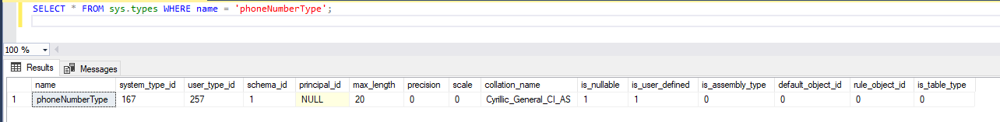 SELECT * FROM sys.types WHERE name = 'phoneNumberType';
100 %
Results Messages
name system_type_id user_type_id schema_id principal_id max_length precision scale collation_name is_nullable is_user_defined is_assembly_type default_object_id rule_object_id is_table_type
1 phoneNumberType 167 257 1 NULL 20 0 0 Cyrillic_General_CI_AS 1 1 0 0 0 0